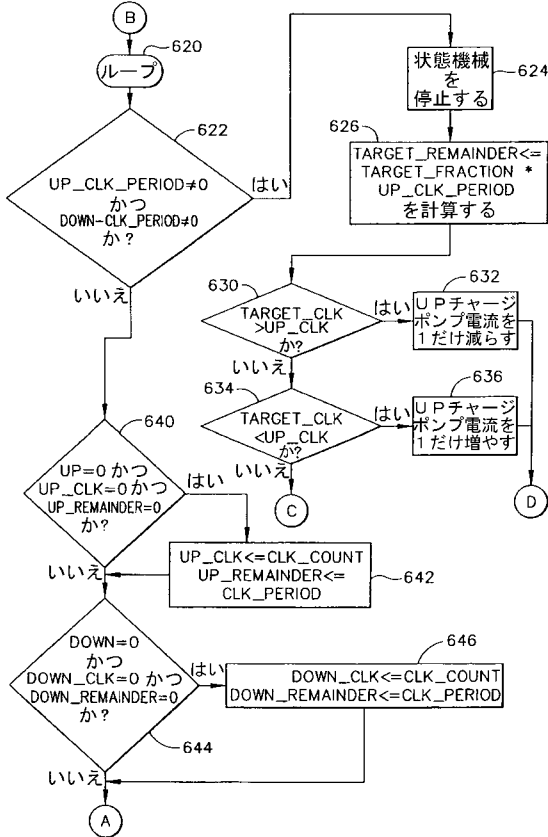 B
620
ループ
622
UP_CLK_PERIOD≠0
かつ
DOWN-CLK_PERIOD≠0
か?
はい
いいえ
状態機械
を
停止する
624
626
TARGET_REMAINDER<=
TARGET_FRACTION *
UP_CLK_PERIOD
を計算する
630
TARGET_CLK
>UP_CLK
か?
はい
いいえ
632
UPチャージ
ポンプ電流を
1だけ減らす
634
TARGET_CLK
<UP_CLK
か?
はい
いいえ
636
UPチャージ
ポンプ電流を
1だけ増やす
C
D
640
UP=0 かつ
UP_CLK=0 かつ
UP_REMAINDER=0
か?
はい
いいえ
UP_CLK<=CLK_COUNT
UP_REMAINDER<=
CLK_PERIOD
642
DOWN=0
かつ
DOWN_CLK=0 かつ
DOWN_REMAINDER=0
か?
はい
644
いいえ
646
DOWN_CLK<=CLK_COUNT
DOWN_REMAINDER<=CLK_PERIOD
A